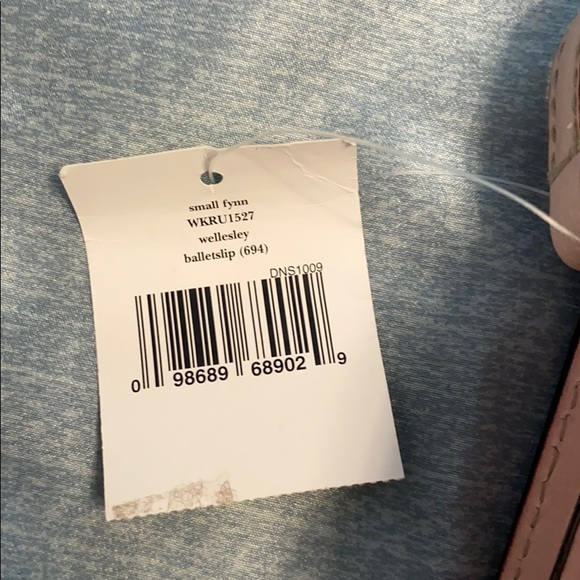 small fynn
WKRU1527
wellesley
balletslip (694)
DNS1009
0 98689 68902 9